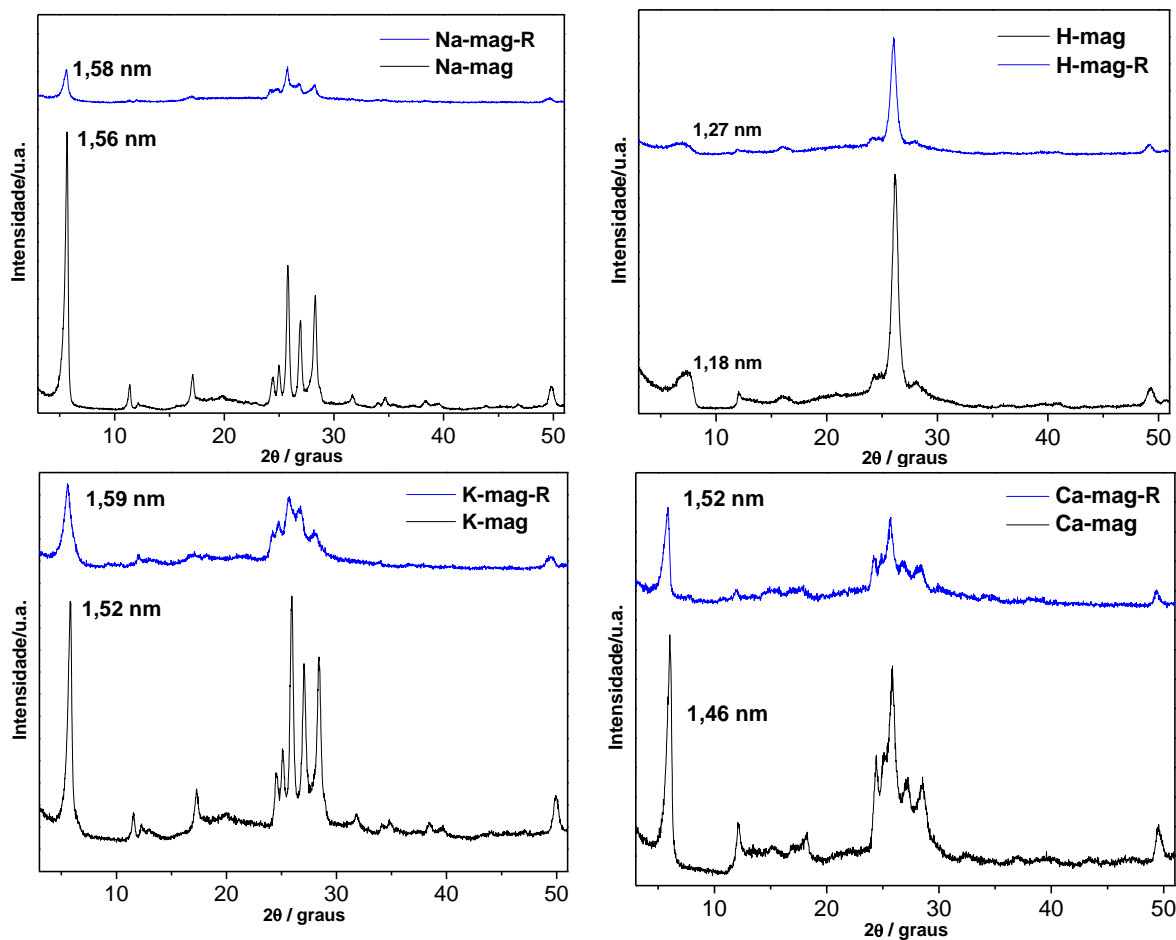 Na-mag-R
Na-mag
1,58 nm
1,56 nm
Intensidade/u.a.
10 20 30 40 50
2θ / graus
H-mag
H-mag-R
1,27 nm
1,18 nm
Intensidade/u.a.
10 20 30 40 50
2θ / graus
K-mag-R
K-mag
1,59 nm
1,52 nm
Intensidade/u.a.
10 20 30 40 50
2θ / graus
Ca-mag-R
Ca-mag
1,52 nm
1,46 nm
Intensidade/u.a.
10 20 30 40 50
2θ / graus